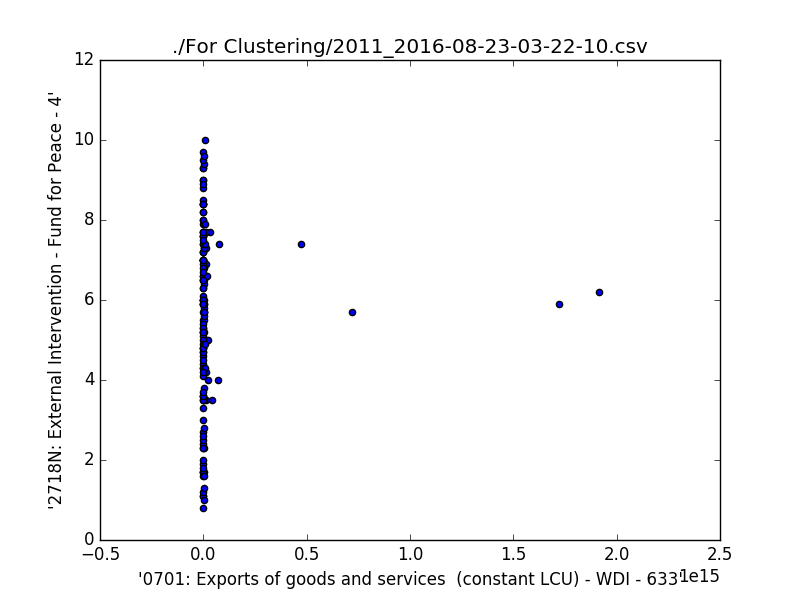 ./For Clustering/2011_2016-08-23-03-22-10.csv
12
10
8
6
4
2
0
'2718N: External Intervention - Fund for Peace - 4'
−0.5 0.0 0.5 1.0 1.5 2.0 2.5
1e15
'0701: Exports of goods and services  (constant LCU) - WDI - 633'